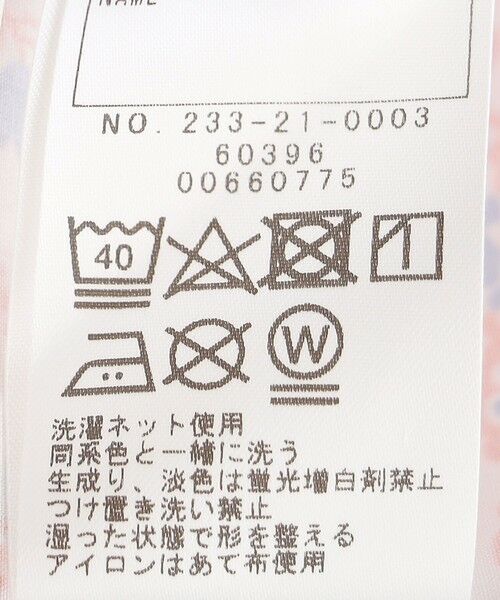 NAME
NO. 233-21-0003
60396
00660775
40
W
洗濯ネット使用
同系色と一緒に洗う
生成り、淡色は蛍光増白剤禁止
つけ置き洗い禁止
湿った状態で形を整える
アイロンはあて布使用